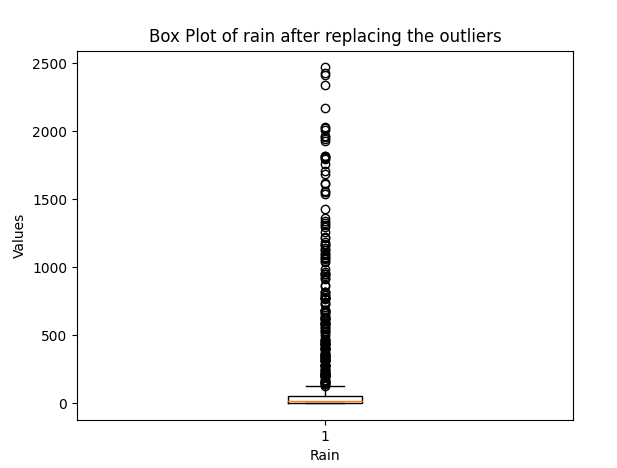 Box Plot of rain after replacing the outliers
2500
2000
1500
1000
500
0
Values
1
Rain